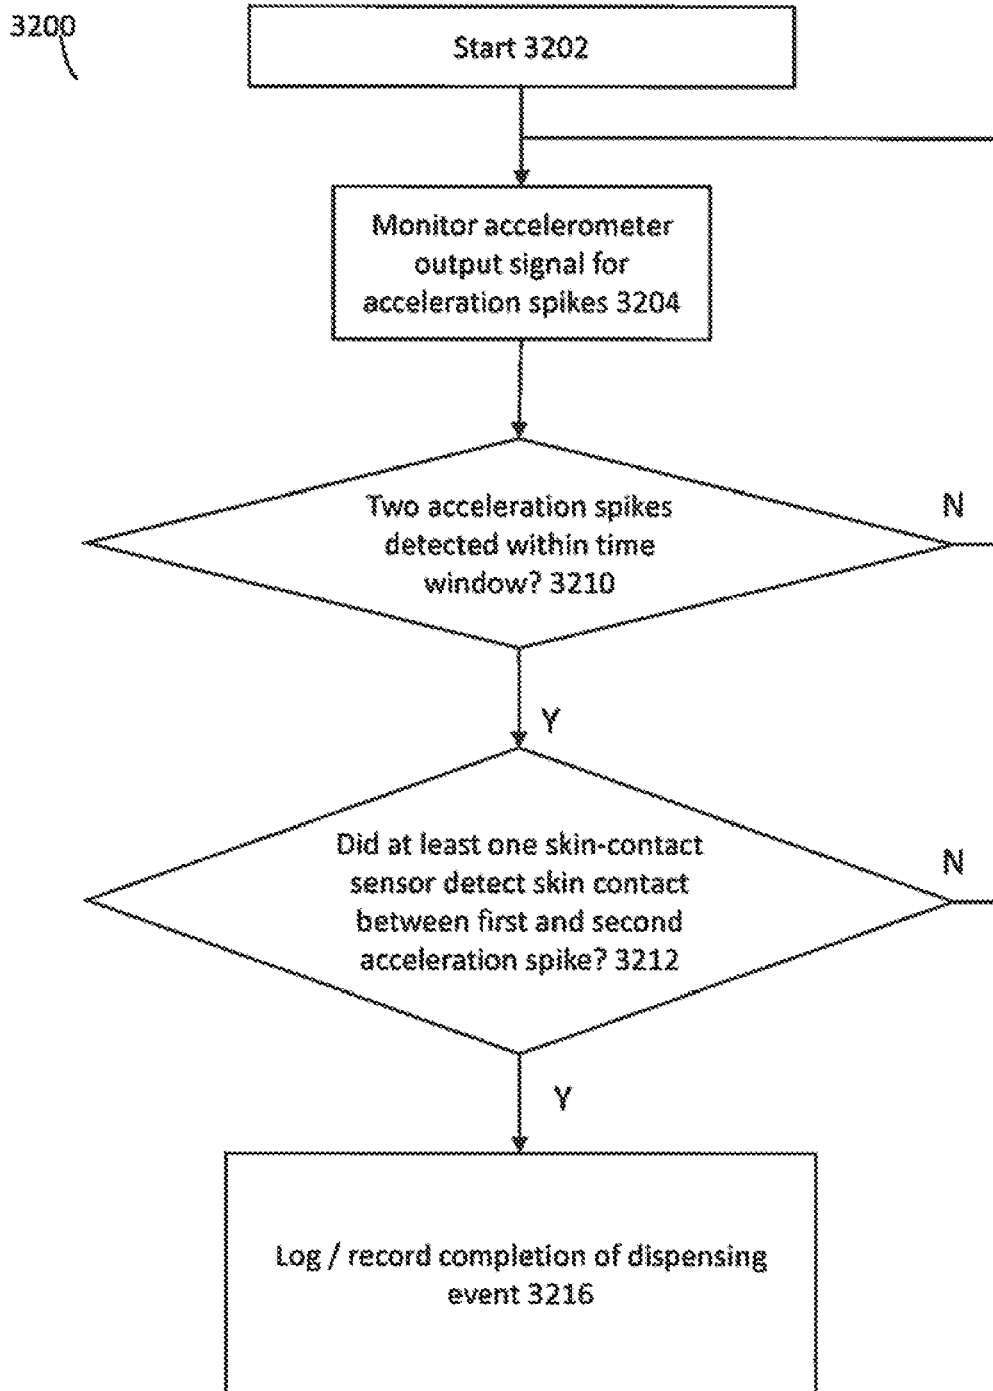 3200
Start 3202
Monitor accelerometer
output signal for
acceleration spikes 3204
Two acceleration spikes
detected within time
window? 3210
N
Y
Did at least one skin-contact
sensor detect skin contact
between first and second
acceleration spike? 3212
N
Y
Log / record completion of dispensing
event 3216